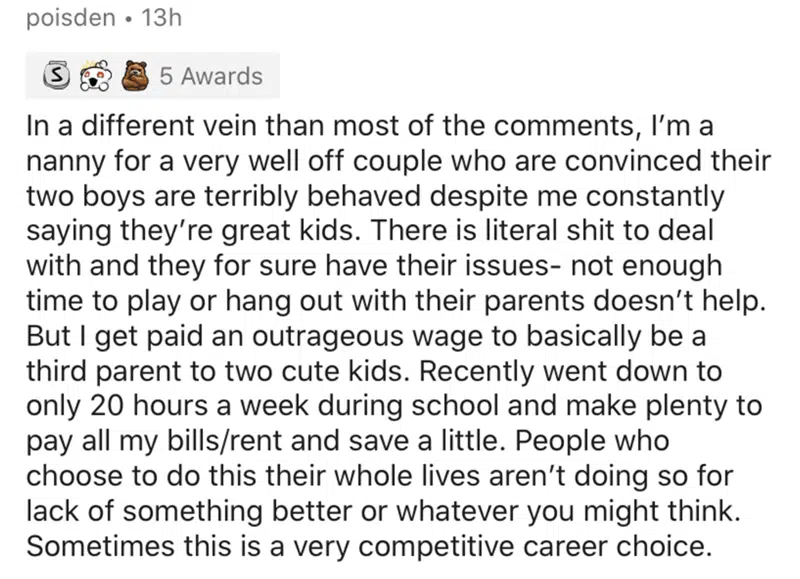 poisden • 13h
S 5 Awards
In a different vein than most of the comments, I'm a
nanny for a very well off couple who are convinced their
two boys are terribly behaved despite me constantly
saying they're great kids. There is literal shit to deal
with and they for sure have their issues- not enough
time to play or hang out with their parents doesn't help.
But I get paid an outrageous wage to basically be a
third parent to two cute kids. Recently went down to
only 20 hours a week during school and make plenty to
pay all my bills/rent and save a little. People who
choose to do this their whole lives aren't doing so for
lack of something better or whatever you might think.
Sometimes this is a very competitive career choice.